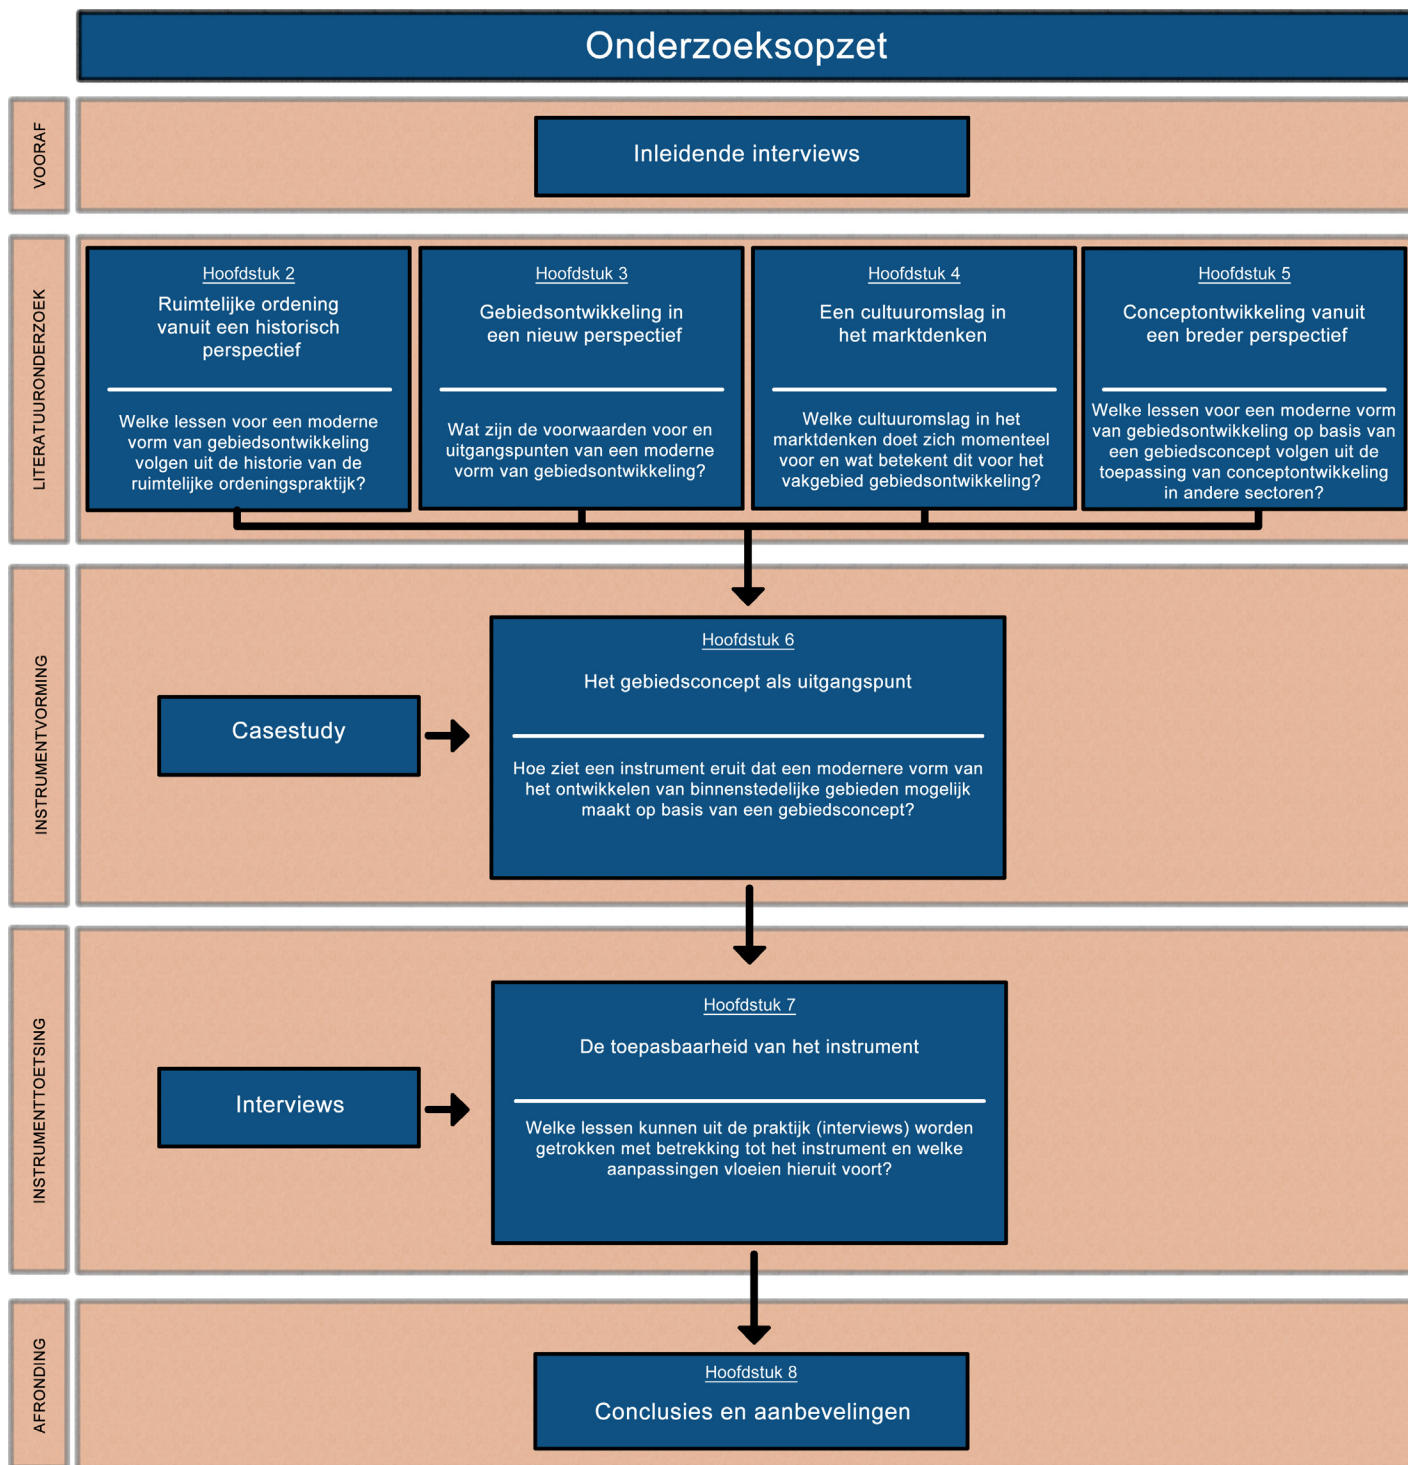 Onderzoeksopzet
VOORAF
Inleidende interviews
LITERATUURONDERZOEK
Hoofdstuk 2
Ruimtelijke ordening
vanuit een historisch
perspectief
Welke lessen voor een moderne
vorm van gebiedsontwikkeling
volgen uit de historie van de
ruimtelijke ordeningspraktijk?
Hoofdstuk 3
Gebiedsontwikkeling in
een nieuw perspectief
Wat zijn de voorwaarden voor en
uitgangspunten van een moderne
vorm van gebiedsontwikkeling?
Hoofdstuk 4
Een cultuuromslag in
het marktdenken
Welke cultuuromslag in het
marktdenken doet zich momenteel
voor en wat betekent dit voor het
vakgebied gebiedsontwikkeling?
Hoofdstuk 5
Conceptontwikkeling vanuit
een breder perspectief
Welke lessen voor een moderne vorm
van gebiedsontwikkeling op basis van
een gebiedsconcept volgen uit de
toepassing van conceptontwikkeling
in andere sectoren?
INSTRUMENTVORMING
Casestudy
Hoofdstuk 6
Het gebiedsconcept als uitgangspunt
Hoe ziet een instrument eruit dat een modernere vorm van
het ontwikkelen van binnenstedelijke gebieden mogelijk
maakt op basis van een gebiedsconcept?
INSTRUMENTTOETSING
Interviews
Hoofdstuk 7
De toepasbaarheid van het instrument
Welke lessen kunnen uit de praktijk (interviews) worden
getrokken met betrekking tot het instrument en welke
aanpassingen vloeien hieruit voort?
AFRONDING
Hoofdstuk 8
Conclusies en aanbevelingen